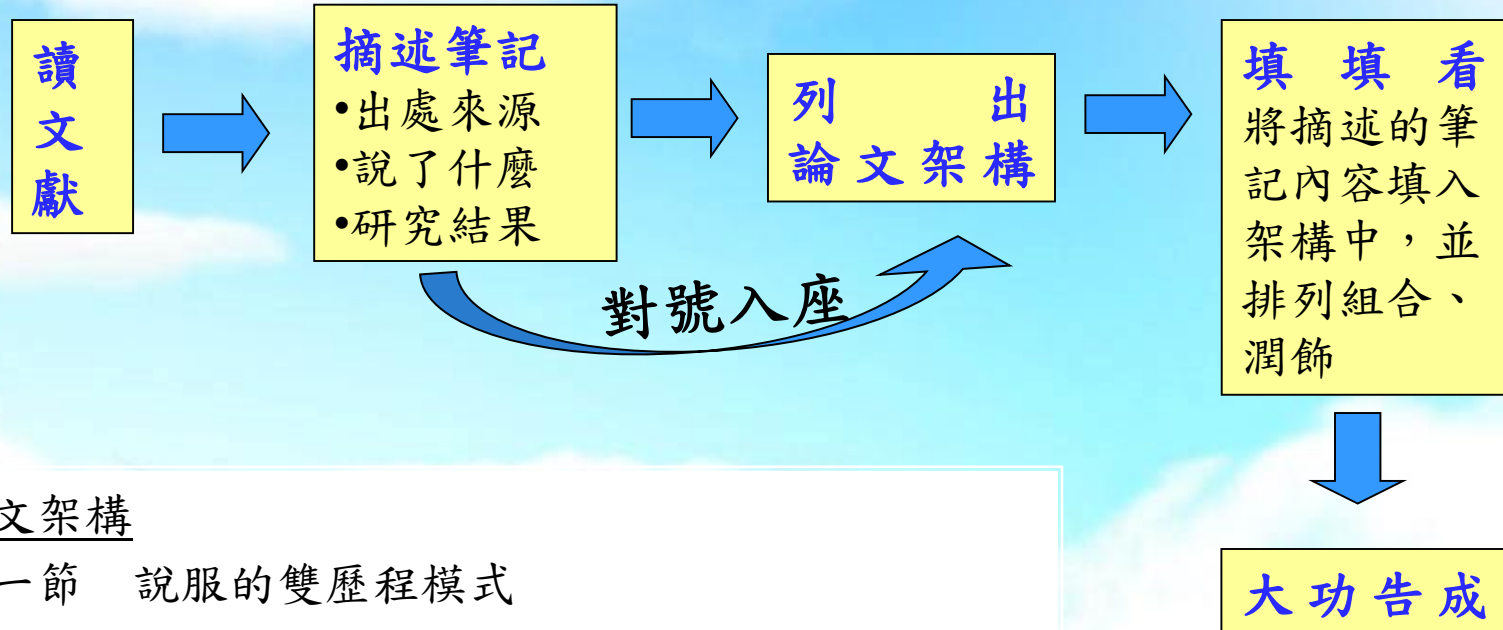 讀
文
獻
摘述筆記
•出處來源
•說了什麼
•研究結果
列 出
論文架構
填 填 看
將摘述的筆
記內容填入
架構中，並
排列組合、
潤飾
對號入座
大功告成
文架構
一節 說服的雙歷程模式